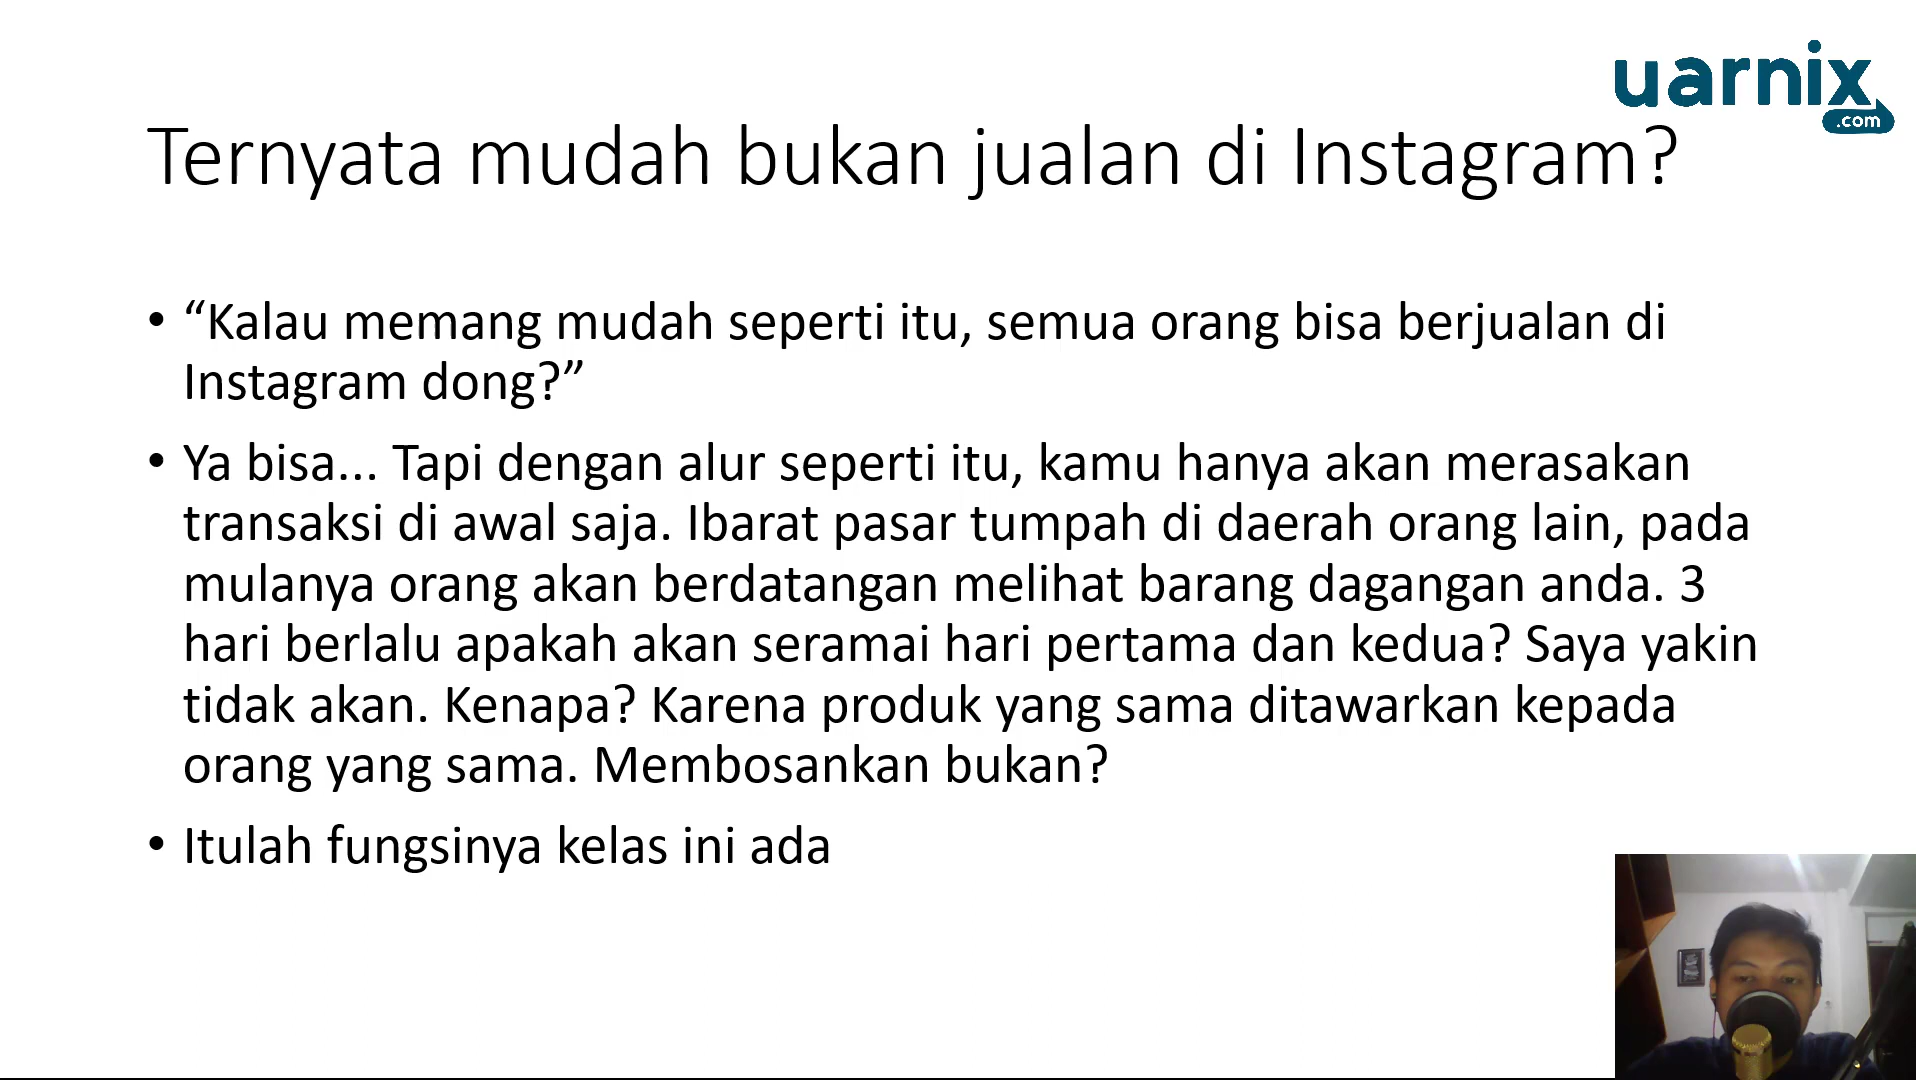 uarnix
.com
Ternyata mudah bukan jualan di Instagram?
• “Kalau memang mudah seperti itu, semua orang bisa berjualan di
Instagram dong?”
• Ya bisa... Tapi dengan alur seperti itu, kamu hanya akan merasakan
transaksi di awal saja. Ibarat pasar tumpah di daerah orang lain, pada
mulanya orang akan berdatangan melihat barang dagangan anda. 3
hari berlalu apakah akan seramai hari pertama dan kedua? Saya yakin
tidak akan. Kenapa? Karena produk yang sama ditawarkan kepada
orang yang sama. Membosankan bukan?
• Itulah fungsinya kelas ini ada